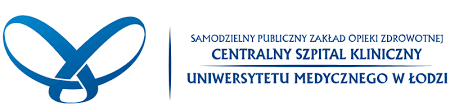 SAMODZIELNY PUBLICZNY ZAKŁAD OPIEKI ZDROWOTNEJ
CENTRALNY SZPITAL KLINICZNY
UNIWERSYTETU MEDYCZNEGO W ŁODZI